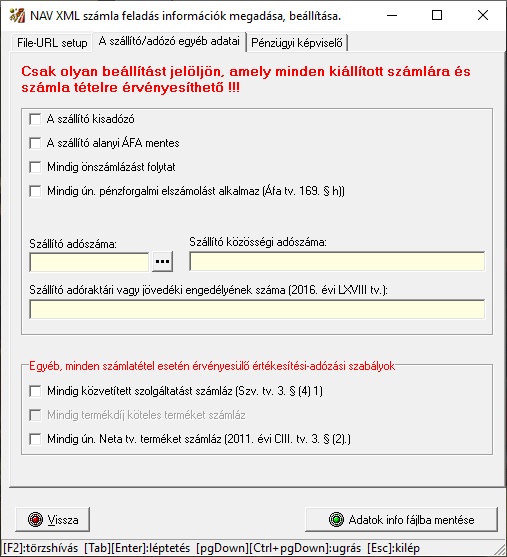 NAV XML számla feladás információk megadása, beállítása.
File-URL setup A szállító/adózó egyéb adatai Pénzügyi képviselő
Csak olyan beállítást jelöljön, amely minden kiállított számlára és
számla tételre érvényesíthető !!!
A szállító kisadózó
A szállító alanyi ÁFA mentes
Mindig önszámlázást folytat
Mindig ún. pénzforgalmi elszámolást alkalmaz (Áfa tv. 169. § h))
Szállító adószáma: Szállító közösségi adószáma:
...
Szállító adóraktári vagy jövedéki engedélyének száma (2016. évi LXVIII tv.):
Egyéb, minden számlatétel esetén érvényesülő értékesítési-adózási szabályok
Mindig közvetített szolgáltatást számláz (Szv. tv. 3. § (4) 1)
Mindig termékdíj köteles terméket számláz
Mindig ún. Neta tv. terméket számláz (2011. évi CIII. tv. 3. § (2).)
Vissza Adatok info fájlba mentése
[F2]:törzshívás [Tab][Enter]:léptetés [pgDown][Ctrl+pgDown]:ugrás [Esc]:kilép